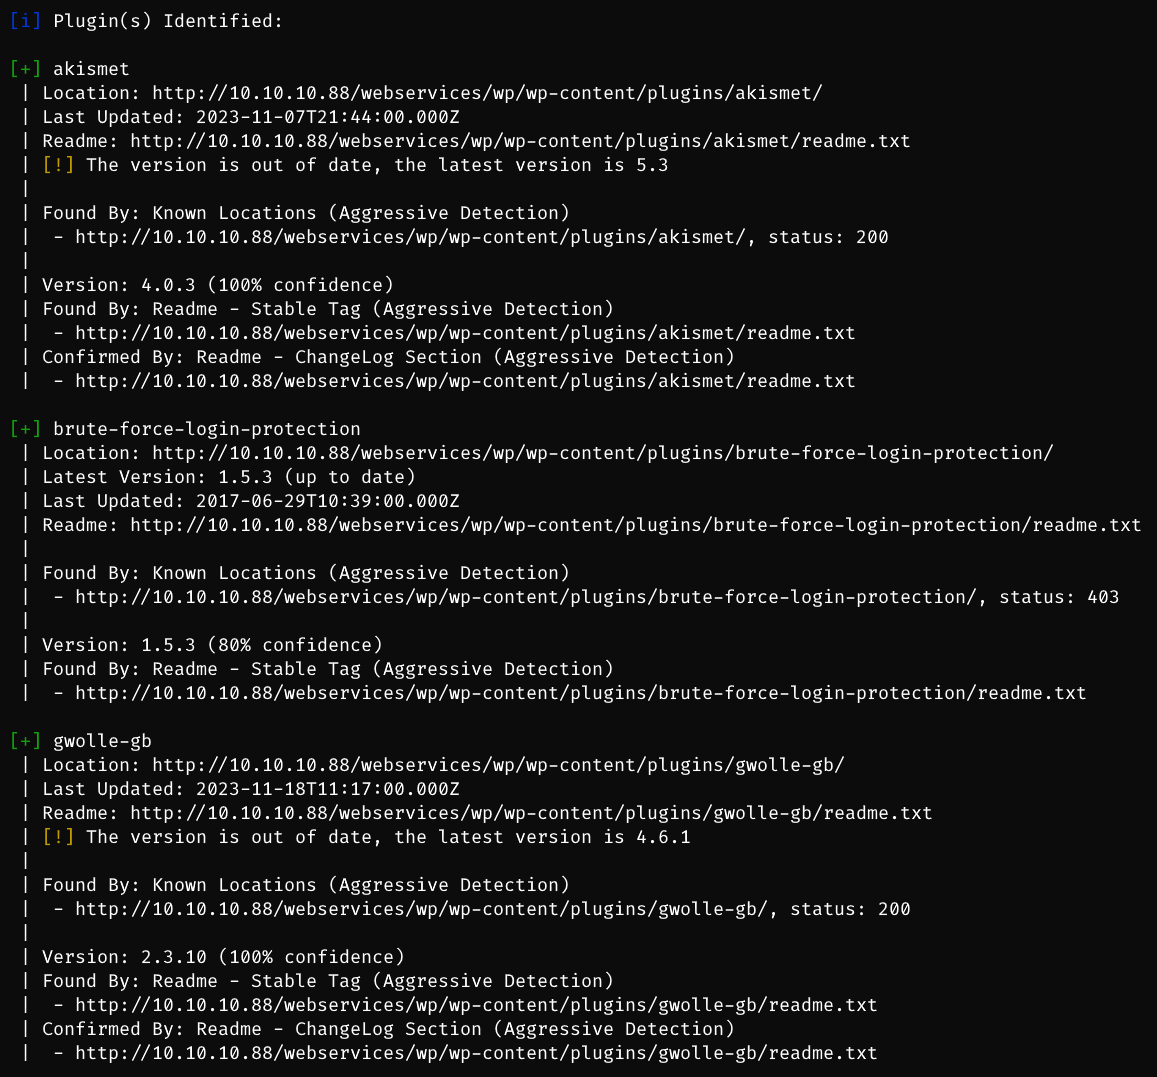 [i] Plugin(s) Identified:

[+] akismet
 | Location: http://10.10.10.88/webservices/wp/wp-content/plugins/akismet/
 | Last Updated: 2023-11-07T21:44:00.000Z
 | Readme: http://10.10.10.88/webservices/wp/wp-content/plugins/akismet/readme.txt
 | [!] The version is out of date, the latest version is 5.3
 |
 | Found By: Known Locations (Aggressive Detection)
 |  - http://10.10.10.88/webservices/wp/wp-content/plugins/akismet/, status: 200
 |
 | Version: 4.0.3 (100% confidence)
 | Found By: Readme - Stable Tag (Aggressive Detection)
 |  - http://10.10.10.88/webservices/wp/wp-content/plugins/akismet/readme.txt
 | Confirmed By: Readme - ChangeLog Section (Aggressive Detection)
 |  - http://10.10.10.88/webservices/wp/wp-content/plugins/akismet/readme.txt

[+] brute-force-login-protection
 | Location: http://10.10.10.88/webservices/wp/wp-content/plugins/brute-force-login-protection/
 | Latest Version: 1.5.3 (up to date)
 | Last Updated: 2017-06-29T10:39:00.000Z
 | Readme: http://10.10.10.88/webservices/wp/wp-content/plugins/brute-force-login-protection/readme.txt
 |
 | Found By: Known Locations (Aggressive Detection)
 |  - http://10.10.10.88/webservices/wp/wp-content/plugins/brute-force-login-protection/, status: 403
 |
 | Version: 1.5.3 (80% confidence)
 | Found By: Readme - Stable Tag (Aggressive Detection)
 |  - http://10.10.10.88/webservices/wp/wp-content/plugins/brute-force-login-protection/readme.txt

[+] gwolle-gb
 | Location: http://10.10.10.88/webservices/wp/wp-content/plugins/gwolle-gb/
 | Last Updated: 2023-11-18T11:17:00.000Z
 | Readme: http://10.10.10.88/webservices/wp/wp-content/plugins/gwolle-gb/readme.txt
 | [!] The version is out of date, the latest version is 4.6.1
 |
 | Found By: Known Locations (Aggressive Detection)
 |  - http://10.10.10.88/webservices/wp/wp-content/plugins/gwolle-gb/, status: 200
 |
 | Version: 2.3.10 (100% confidence)
 | Found By: Readme - Stable Tag (Aggressive Detection)
 |  - http://10.10.10.88/webservices/wp/wp-content/plugins/gwolle-gb/readme.txt
 | Confirmed By: Readme - ChangeLog Section (Aggressive Detection)
 |  - http://10.10.10.88/webservices/wp/wp-content/plugins/gwolle-gb/readme.txt